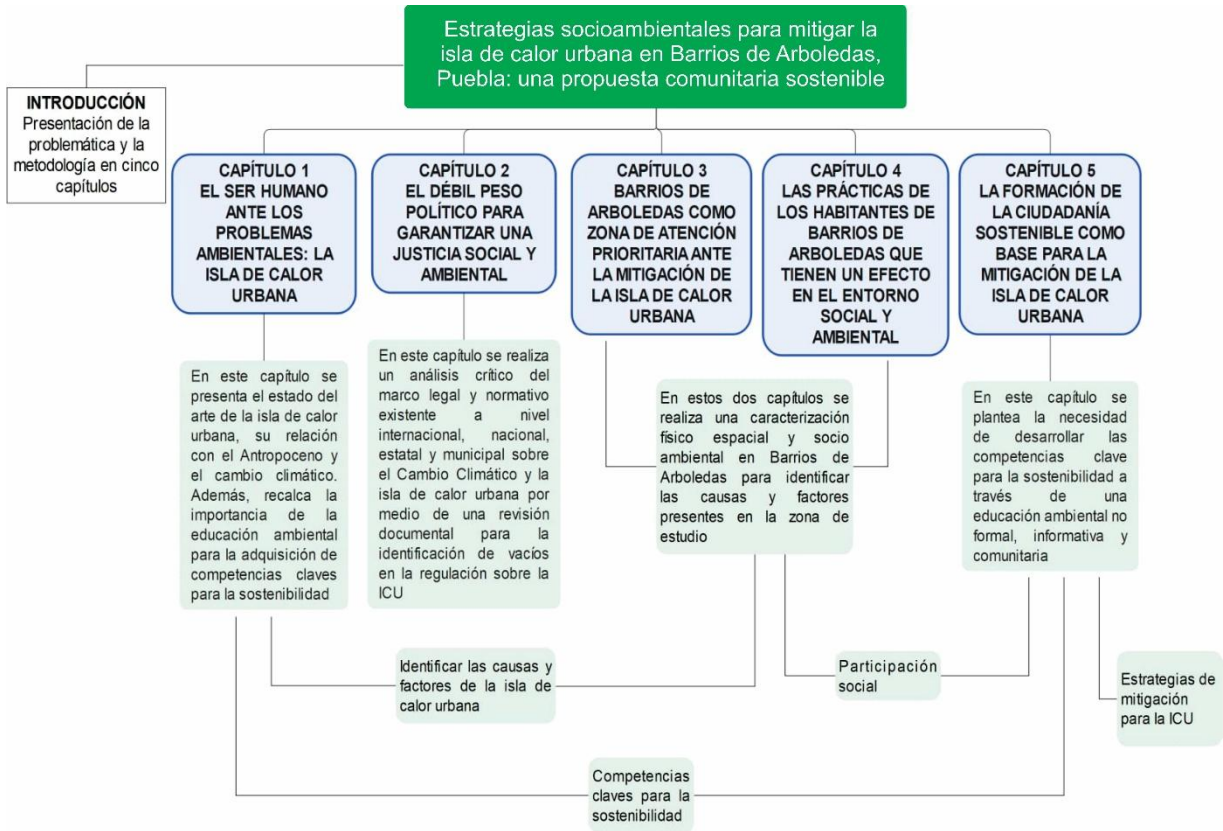 Estrategias socioambientales para mitigar la
isla de calor urbana en Barrios de Arboledas,
Puebla: una propuesta comunitaria sostenible
INTRODUCCIÓN
Presentación de la
problemática y la
metodología en cinco
capítulos
CAPÍTULO 1
EL SER HUMANO
ANTE LOS
PROBLEMAS
AMBIENTALES: LA
ISLA DE CALOR
URBANA
CAPÍTULO 2
EL DÉBIL PESO
POLÍTICO PARA
GARANTIZAR UNA
JUSTICIA SOCIAL Y
AMBIENTAL
CAPÍTULO 3
BARRIOS DE
ARBOLEDAS COMO
ZONA DE ATENCIÓN
PRIORITARIA ANTE
LA MITIGACIÓN DE
LA ISLA DE CALOR
URBANA
CAPÍTULO 4
LAS PRÁCTICAS DE
LOS HABITANTES DE
BARRIOS DE
ARBOLEDAS QUE
TIENEN UN EFECTO
EN EL ENTORNO
SOCIAL Y
AMBIENTAL
CAPÍTULO 5
LA FORMACIÓN DE
LA CIUDADANÍA
SOSTENIBLE COMO
BASE PARA LA
MITIGACIÓN DE LA
ISLA DE CALOR
URBANA
En este capítulo se
presenta el estado del
arte de la isla de calor
urbana, su relación
con el Antropoceno y
el cambio climático.
Además, recalca la
importancia de la
educación ambiental
para la adquisición de
competencias claves
para la sostenibilidad
En este capítulo se realiza
un análisis crítico del
marco legal y normativo
existente a nivel
internacional, nacional,
estatal y municipal sobre
el Cambio Climático y la
isla de calor urbana por
medio de una revisión
documental para la
identificación de vacíos
en la regulación sobre la
ICU
En estos dos capítulos se
realiza una caracterización
físico espacial y socio
ambiental en Barrios de
Arboledas para identificar
las causas y factores
presentes en la zona de
estudio
En este capítulo se
plantea la necesidad
de desarrollar las
competencias clave
para la sostenibilidad a
través de una
educación ambiental no
formal, informativa y
comunitaria
Identificar las causas y
factores de la isla de
calor urbana
Participación
social
Estrategias de
mitigación
para la ICU
Competencias
claves para la
sostenibilidad